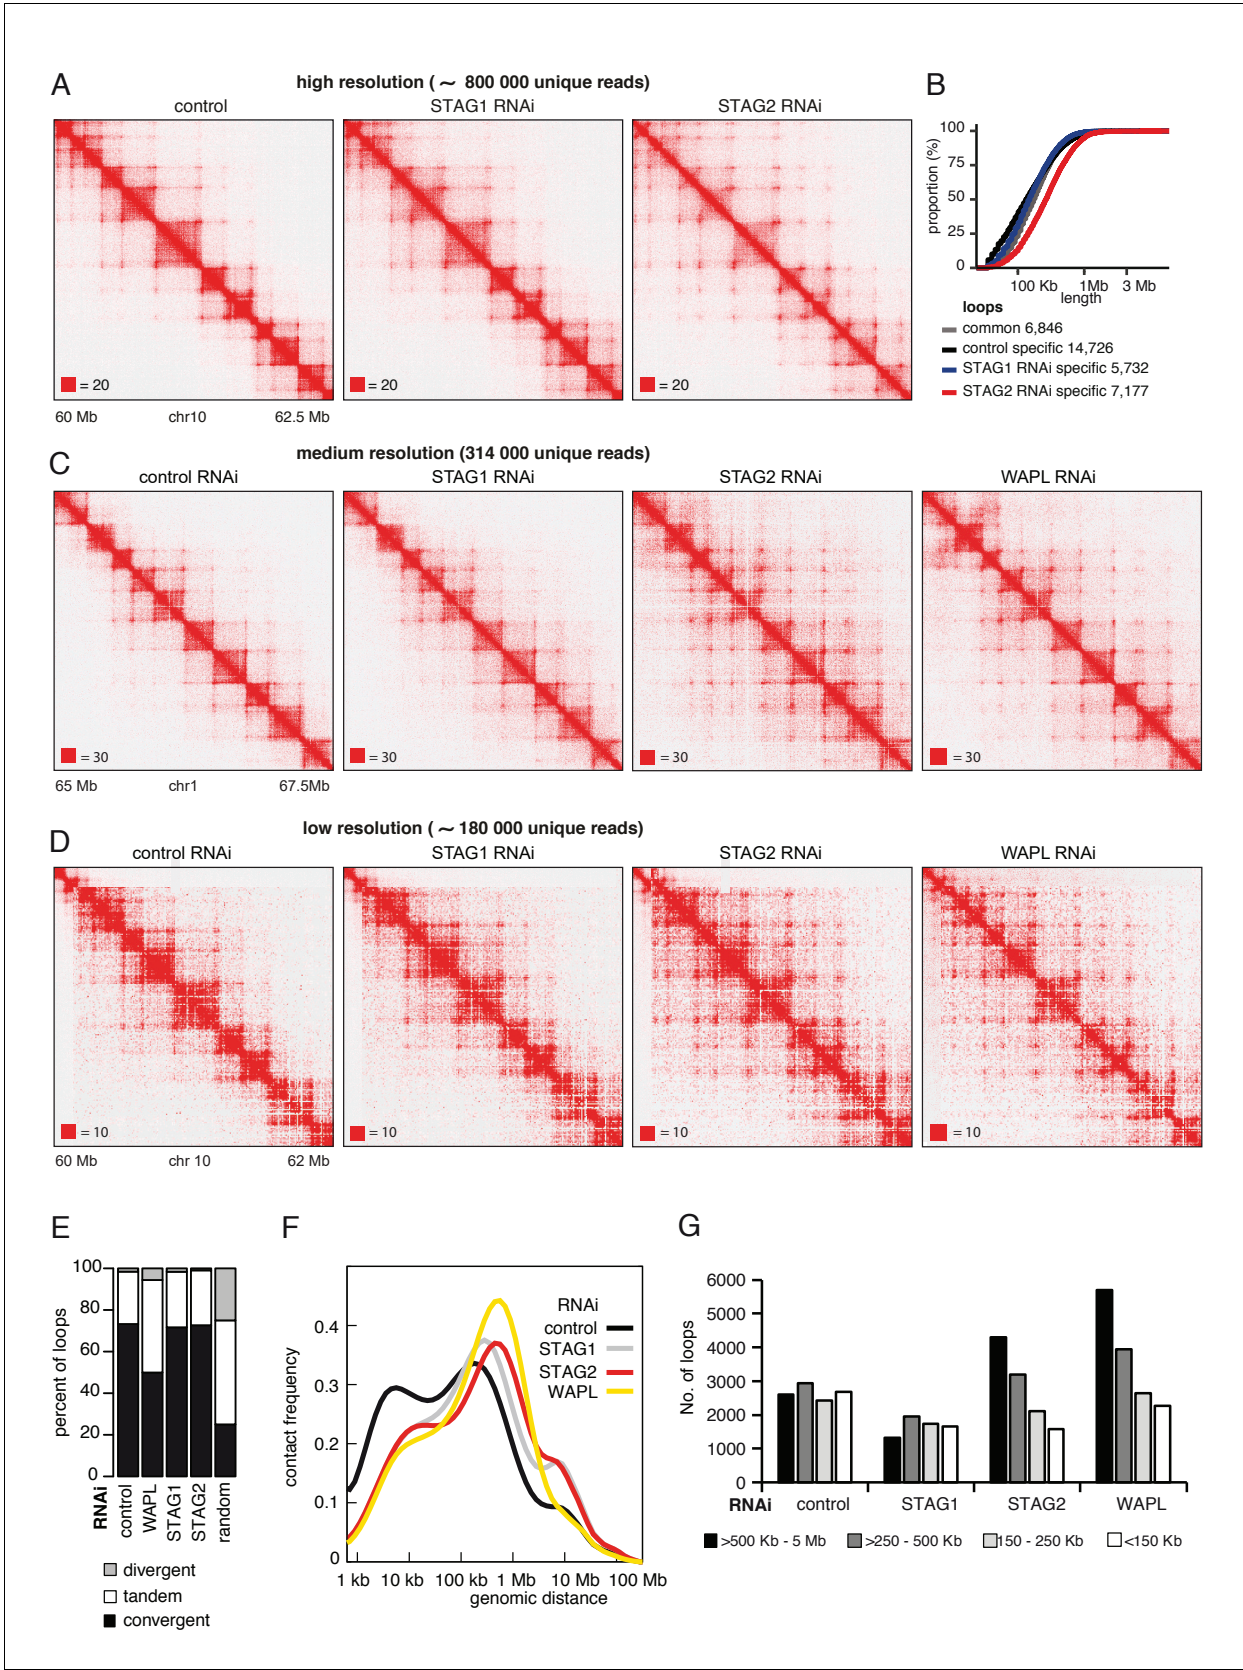 A
high resolution ( ~ 800 000 unique reads)
control
STAG1 RNAi
STAG2 RNAi
= 20
= 20
= 20
60 Mb
chr10
62.5 Mb
B
proportion (%)
100
75
50
25
0
100 Kb
1Mb
3 Mb
length
loops
common 6,846
control specific 14,726
STAG1 RNAi specific 5,732
STAG2 RNAi specific 7,177
C
medium resolution (314 000 unique reads)
control RNAi
STAG1 RNAi
STAG2 RNAi
WAPL RNAi
= 30
= 30
= 30
= 30
65 Mb
chr1
67.5Mb
D
low resolution ( ~ 180 000 unique reads)
control RNAi
STAG1 RNAi
STAG2 RNAi
WAPL RNAi
= 10
= 10
= 10
= 10
60 Mb
chr 10
62 Mb
E
percent of loops
100
80
60
40
20
0
RNAi
control
WAPL
STAG1
STAG2
random
divergent
tandem
convergent
F
contact frequency
0.4
0.3
0.2
0.1
0
RNAi
control
STAG1
STAG2
WAPL
1 kb
10 kb
100 kb
1 Mb
10 Mb
100 Mb
genomic distance
G
No. of loops
6000
5000
4000
3000
2000
1000
0
RNAi
control
STAG1
STAG2
WAPL
>500 Kb - 5 Mb
>250 - 500 Kb
150 - 250 Kb
<150 Kb